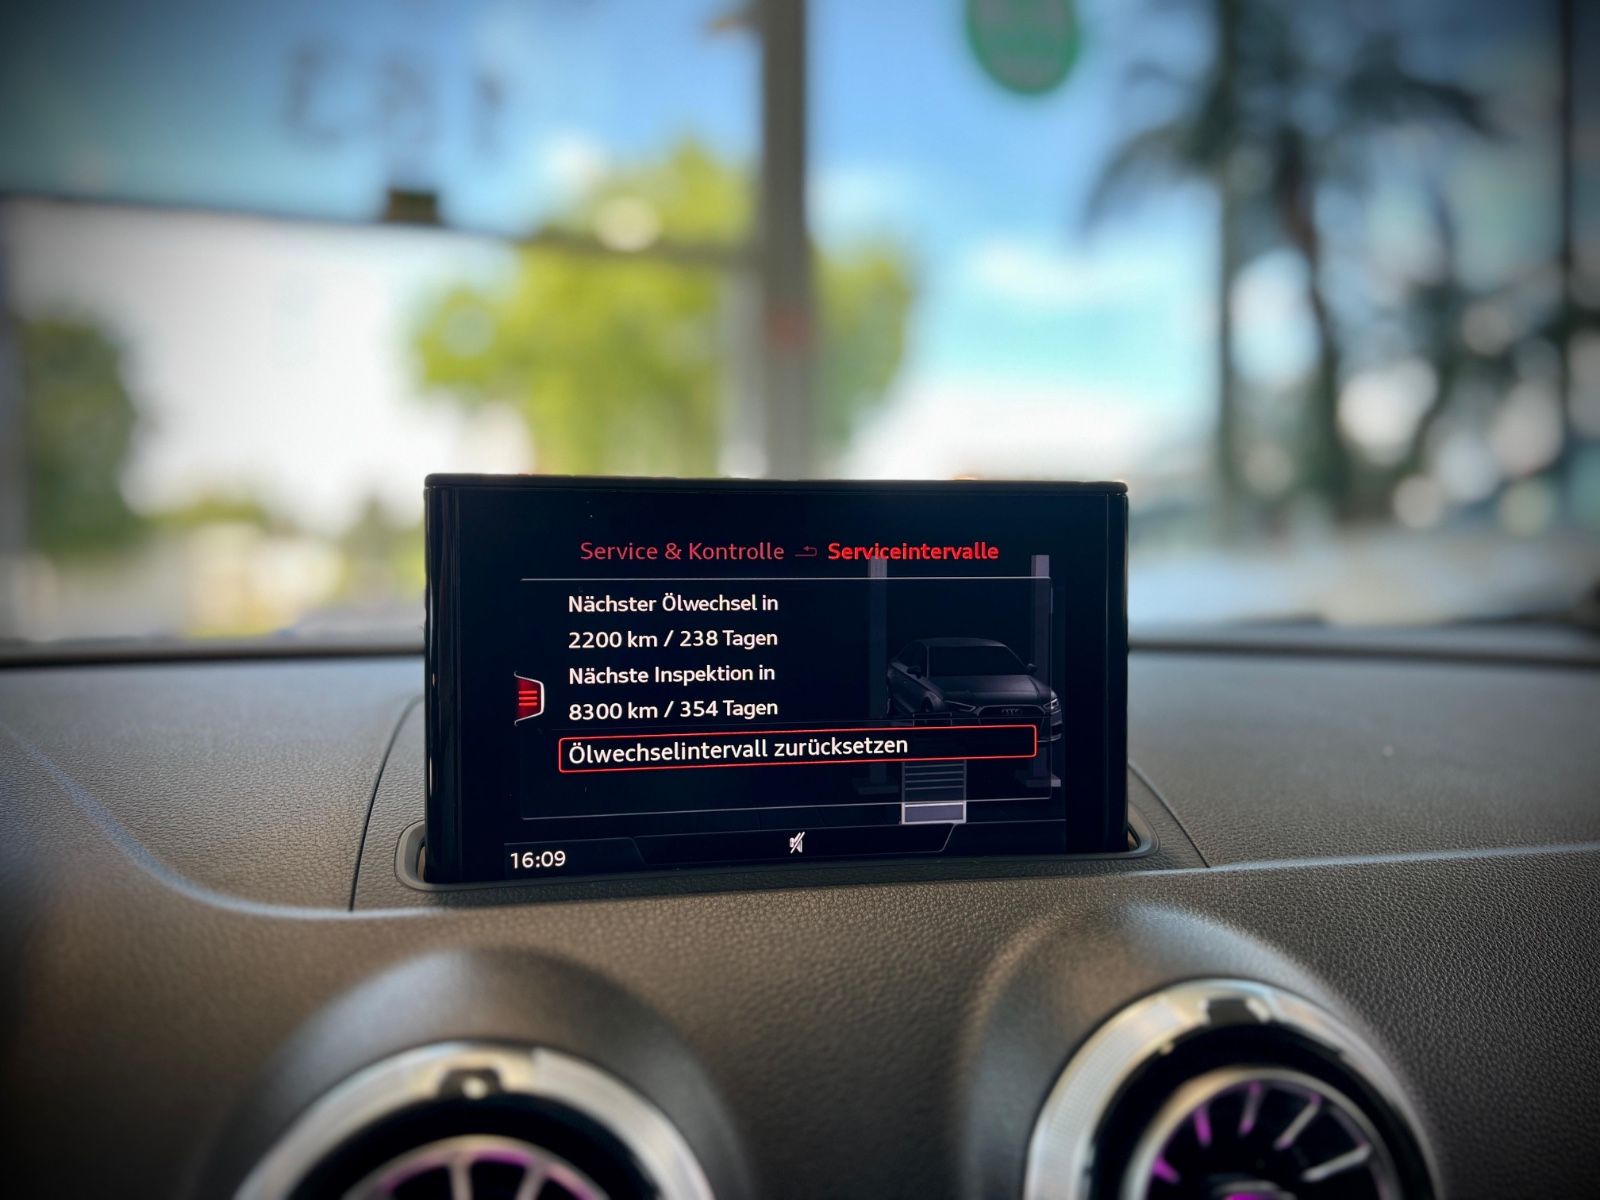 Service & Kontrolle Serviceintervalle
Nächster Ölwechsel in
2200 km / 238 Tagen
Nächste Inspektion in
8300 km / 354 Tagen
Ölwechselintervall zurücksetzen
16:09